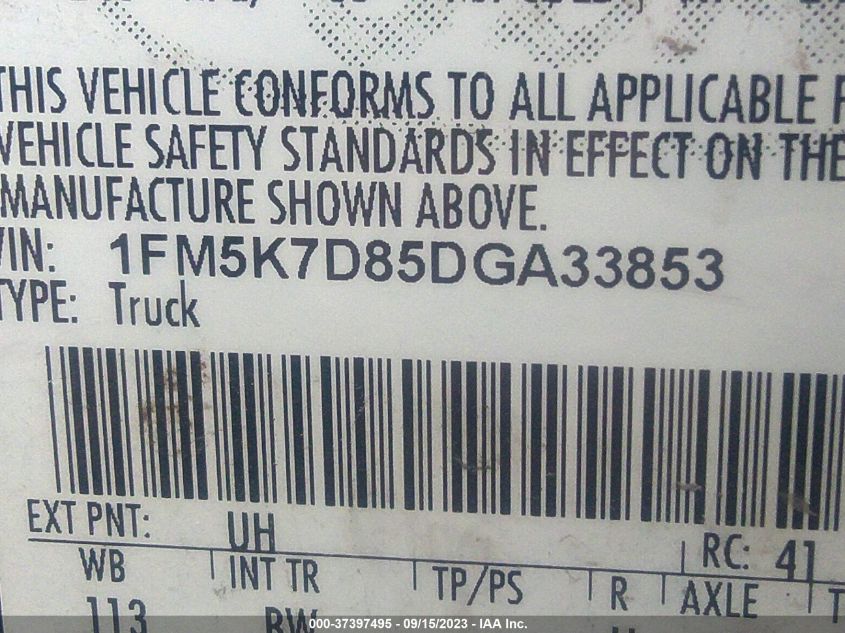 THIS VEHICLE CONFORMS TO ALL APPLICABLE F
VEHICLE SAFETY STANDARDS IN EFFECT ON THE
MANUFACTURE SHOWN ABOVE.
VIN: 1FM5K7D85DGA33853
TYPE: Truck
EXT PNT: UH RC: 41
WB INT TR TP/PS R AXLE T
113 BW
000-37397495 - 09/15/2023 - IAA Inc.